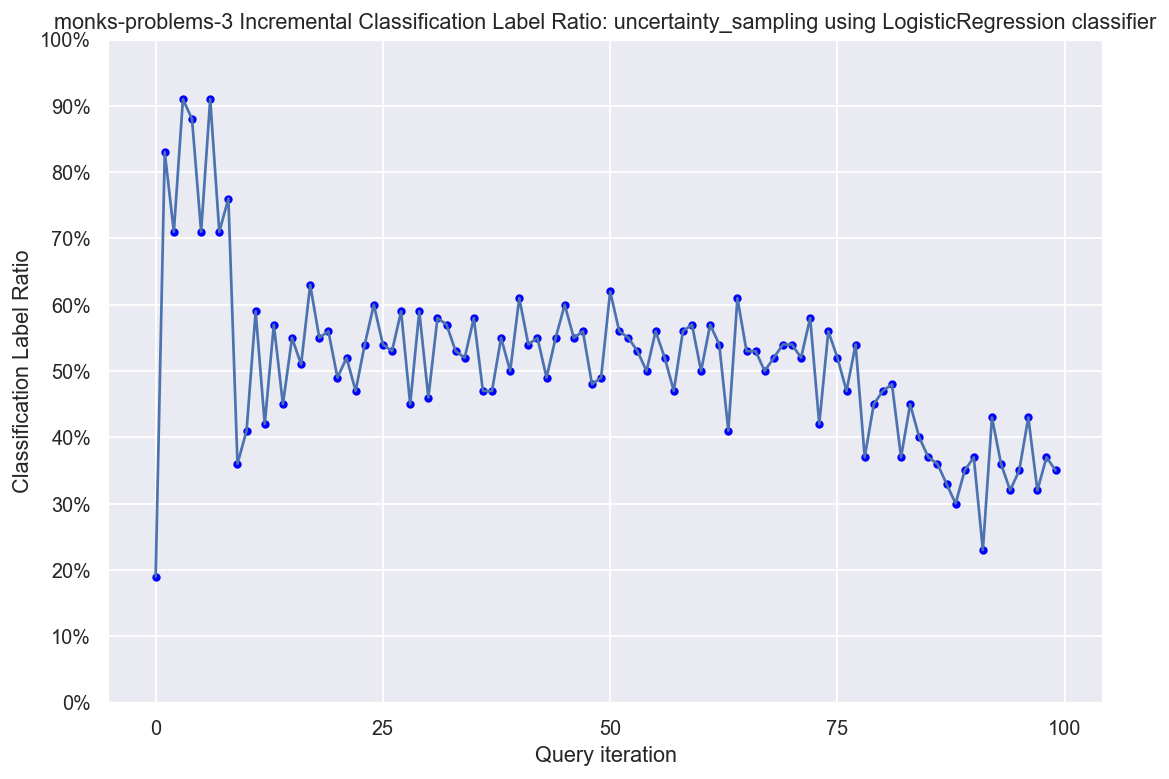 monks-problems-3 Incremental Classification Label Ratio: uncertainty_sampling using LogisticRegression classifier
100%
90%
80%
70%
60%
50%
40%
30%
20%
10%
0%
Classification Label Ratio
0 25 50 75 100
Query iteration